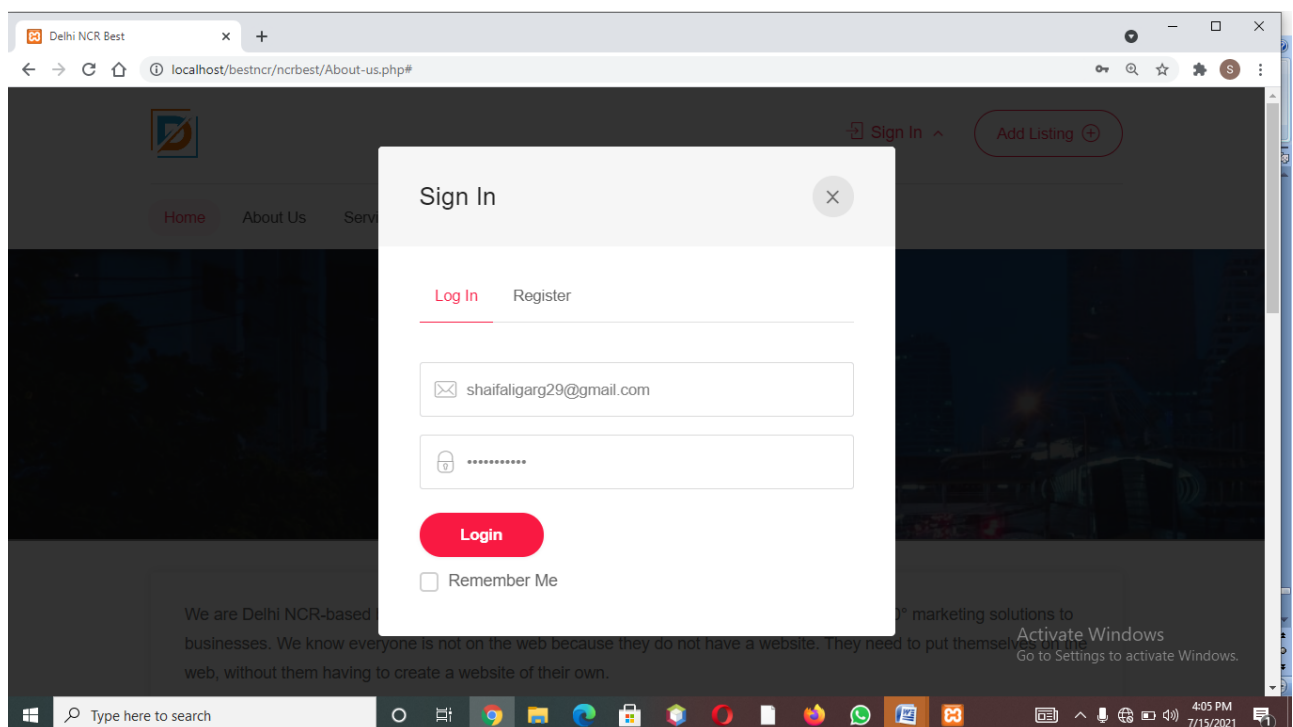 Delhi NCR Best
localhost/bestncr/ncrbest/About-us.php#
S
Sign In
Add Listing
Home
About Us
Servi
Sign In
Log In
Register
shaifaligarg29@gmail.com
•••••••••••
Login
Remember Me
We are Delhi NCR-based
0° marketing solutions to
businesses. We know everyone is not on the web because they do not have a website. They need to put themselves on the
web, without them having to create a website of their own.
Activate Windows
Go to Settings to activate Windows.
Type here to search
4:05 PM
7/15/2021
1